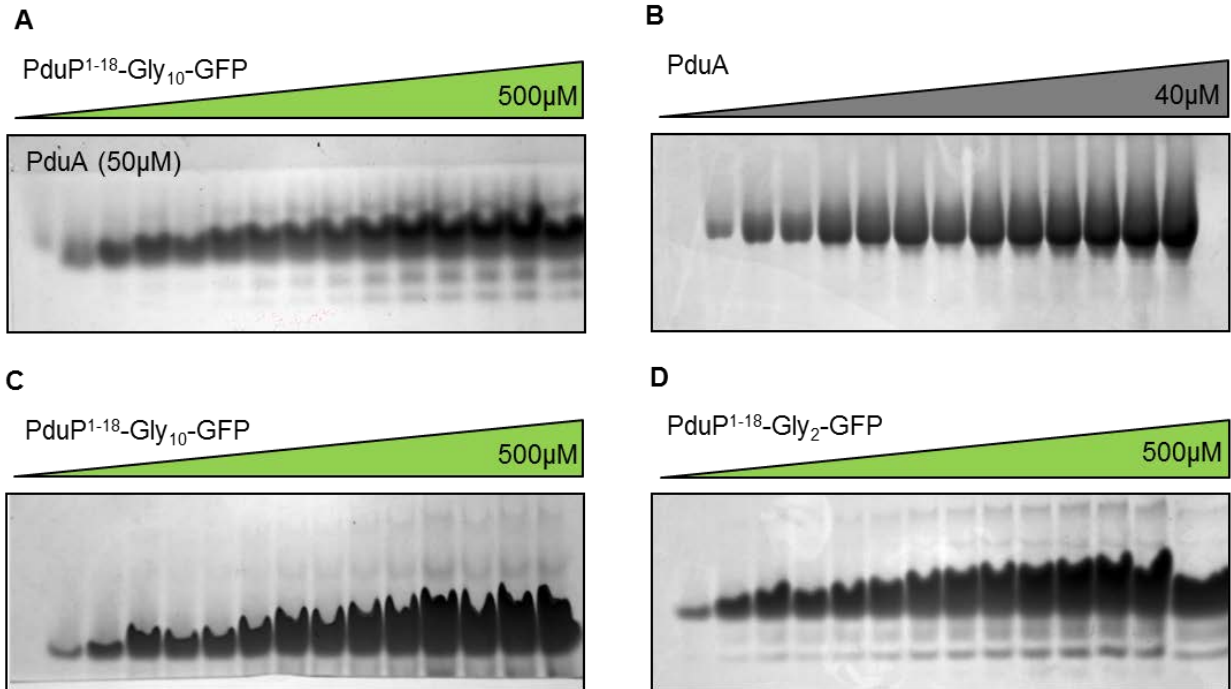 A
PduP¹⁻¹⁸-Gly₁₀-GFP
500µM
PduA (50µM)
B
PduA
40µM
C
PduP¹⁻¹⁸-Gly₁₀-GFP
500µM
D
PduP¹⁻¹⁸-Gly₂-GFP
500µM